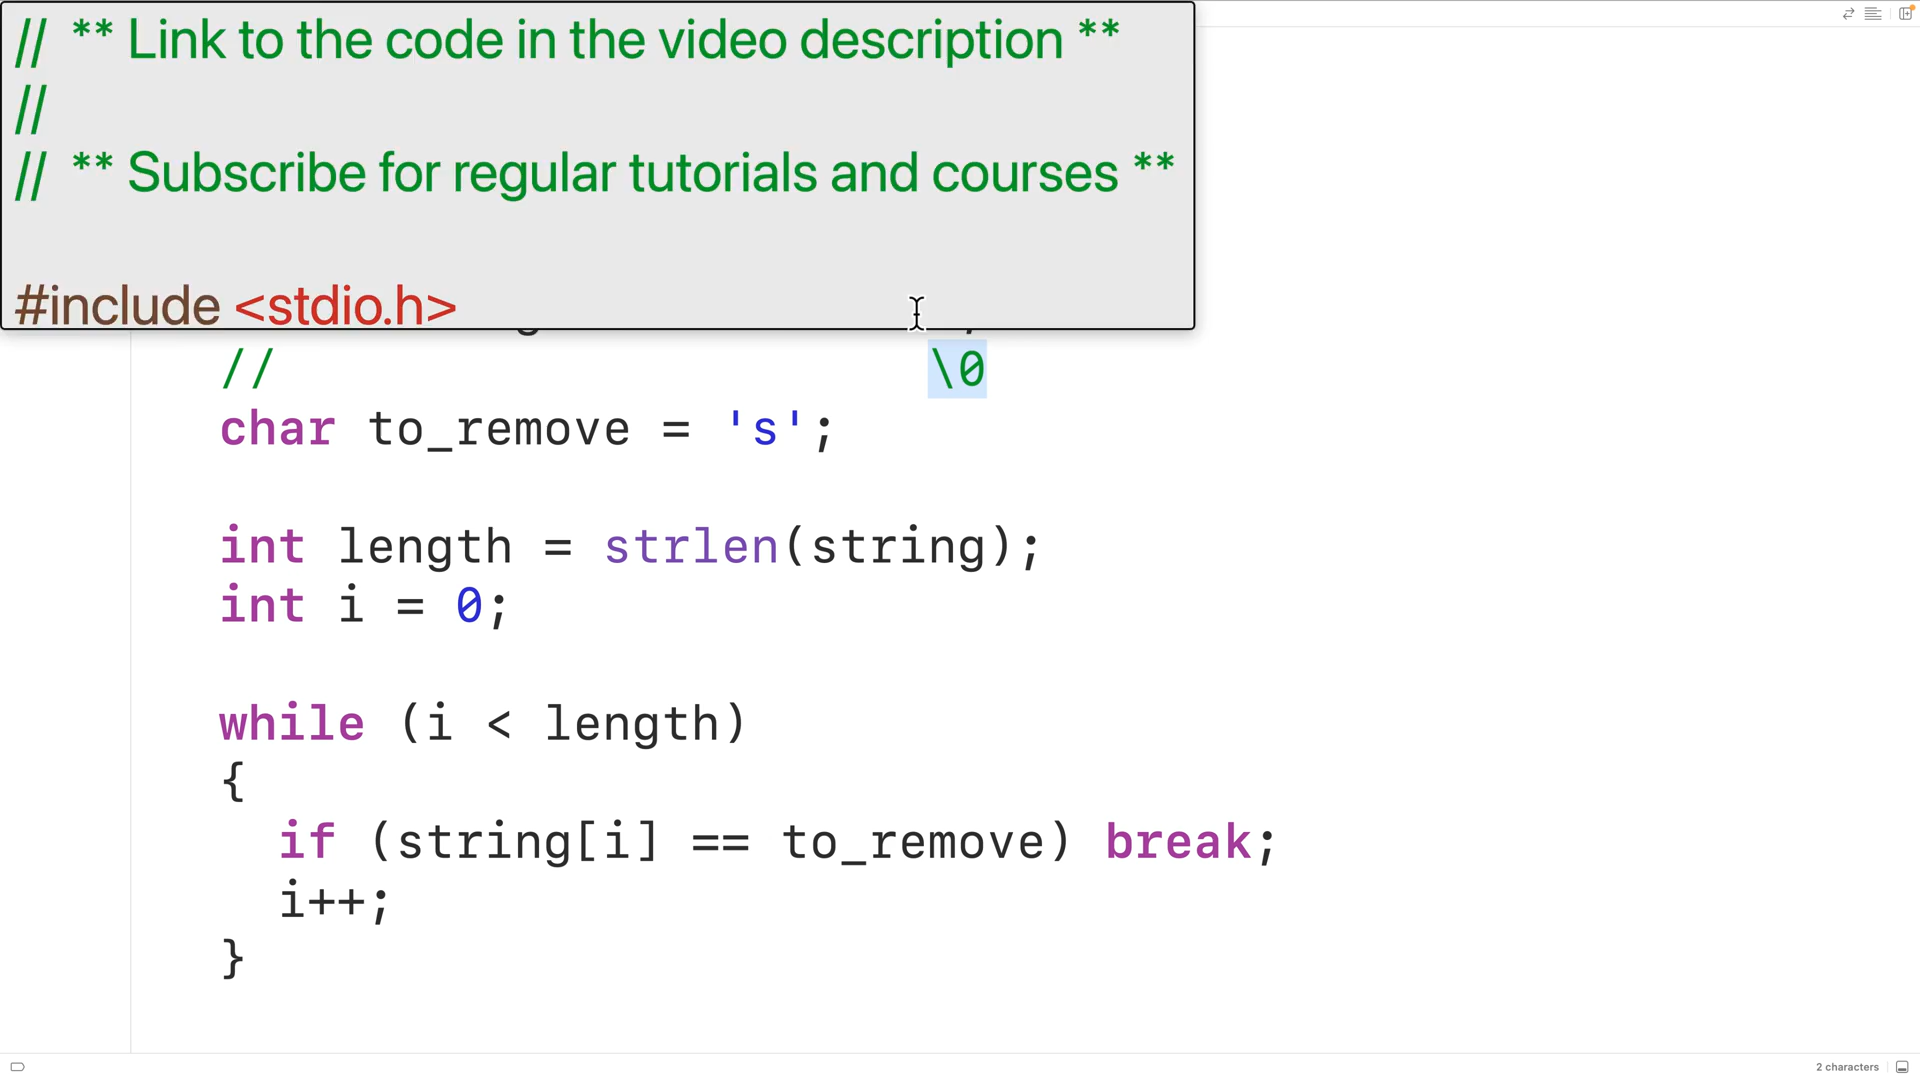 // ** Link to the code in the video description **
//
// ** Subscribe for regular tutorials and courses **
#include <stdio.h>
// \0
char to_remove = 's';
int length = strlen(string);
int i = 0;
while (i < length)
{
if (string[i] == to_remove) break;
i++;
}
2 characters